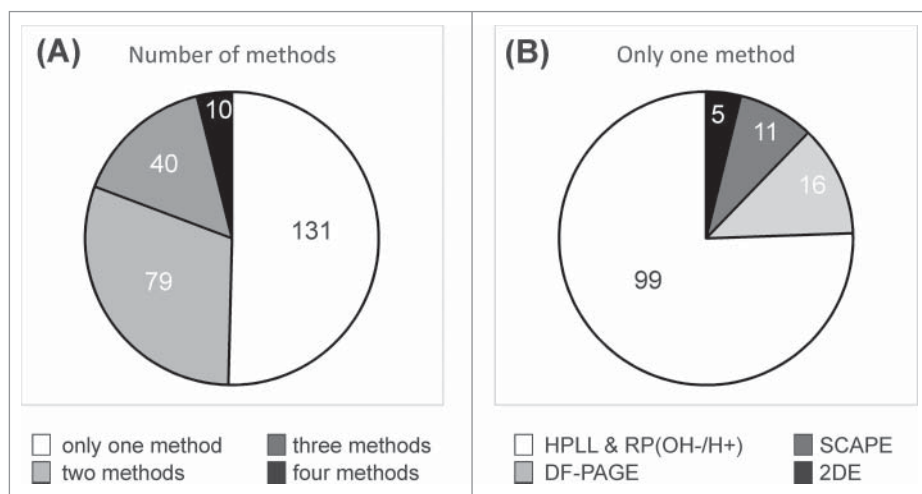 (A) Number of methods
10
40
131
79
only one method three methods
two methods four methods
(B) Only one method
5
11
16
99
HPLL & RP(OH-/H+) SCAPE
DF-PAGE 2DE